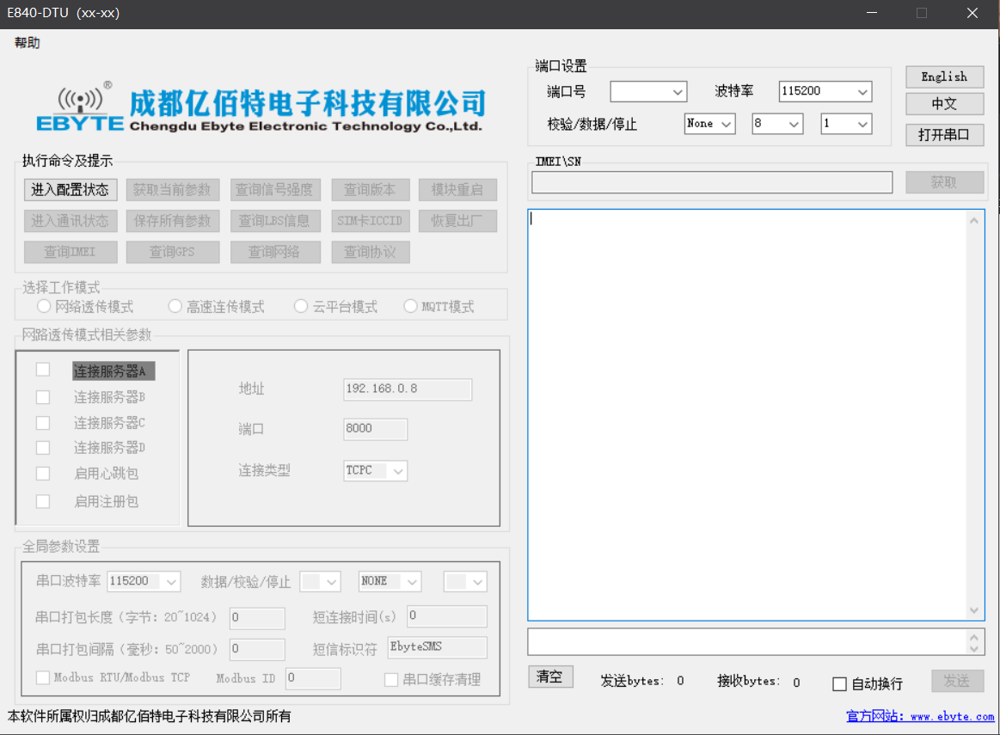 E840-DTU (xx-xx)
帮助
EBYTE
®
成都亿佰特电子科技有限公司
Chengdu Ebyte Electronic Technology Co.,Ltd.
端口设置
端口号
波特率
115200
校验/数据/停止
None
8
1
English
中文
打开串口
执行命令及提示
进入配置状态
获取当前参数
查询信号强度
查询版本
模块重启
进入通讯状态
保存所有参数
查询LBS信息
SIM卡ICCID
恢复出厂
查询IMEI
查询GPS
查询网络
查询协议
IMEI\SN
获取
选择工作模式
网络透传模式
高速连传模式
云平台模式
MQTT模式
网路透传模式相关参数
连接服务器A
连接服务器B
连接服务器C
连接服务器D
启用心跳包
启用注册包
地址
192.168.0.8
端口
8000
连接类型
TCPC
全局参数设置
串口波特率
115200
数据/校验/停止
NONE
串口打包长度（字节：20~1024）
0
短连接时间(s)
0
串口打包间隔（毫秒：50~2000）
0
短信标识符
EbyteSMS
Modbus RTU/Modbus TCP
Modbus ID
0
串口缓存清理
清空
发送bytes:
0
接收bytes:
0
自动换行
发送
本软件所属权归成都亿佰特电子科技有限公司所有
官方网站：www.ebyte.com